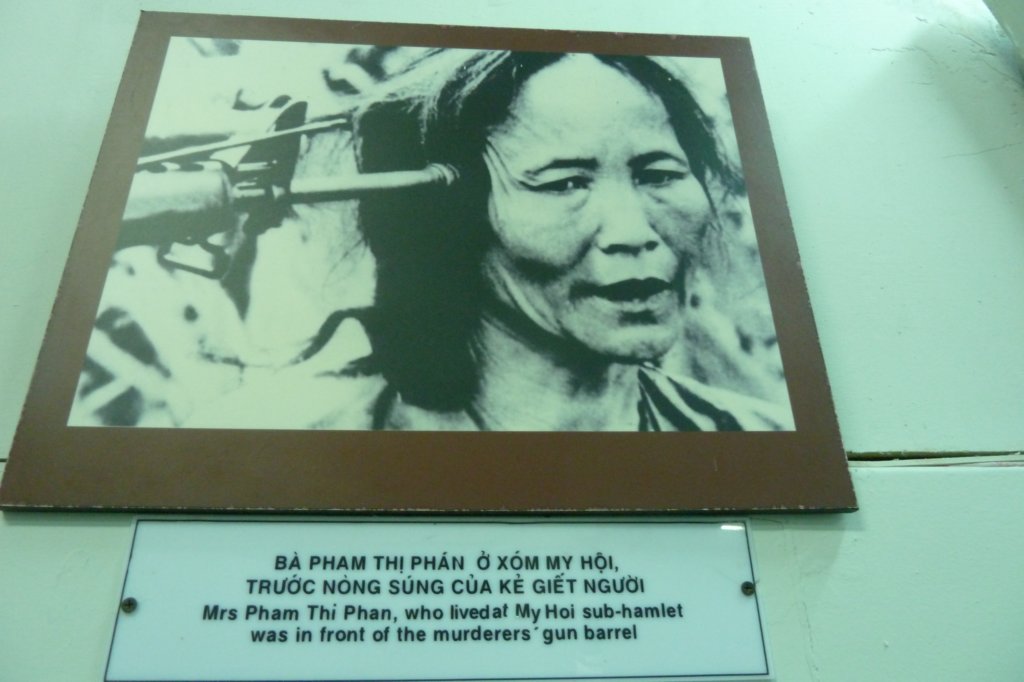 BÀ PHAM THỊ PHÁN Ở XÓM MY HỘI,
TRƯỚC NÒNG SÚNG CỦA KẺ GIẾT NGƯỜI
Mrs Pham Thi Phan, who livedat My Hoi sub-hamlet
was in front of the murderers´gun barrel